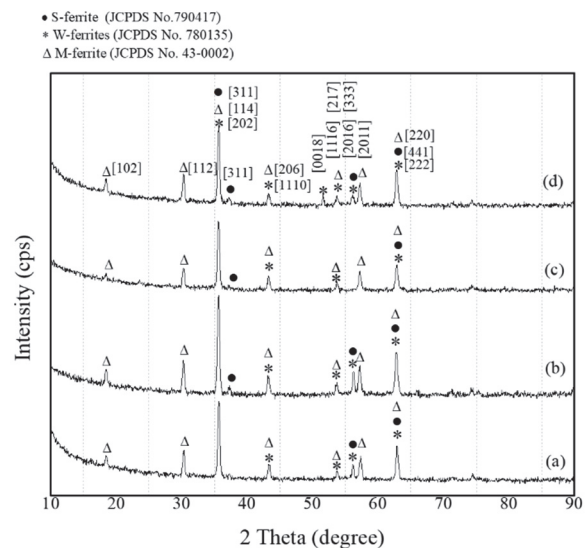 ● S-ferrite (JCPDS No.790417)
* W-ferrites (JCPDS No. 780135)
Δ M-ferrite (JCPDS No. 43-0002)
● [311]
Δ [114]
* [202]
Δ[102]
Δ[112]
[311]
●
Δ [206]
*[1110]
[0018]
*
[1116] [217]
Δ
*
[2016] [333]
●
*
[2011]
Δ
Δ [220]
● [441]
*[222]
(d)
Δ
Δ
●
Δ
*
Δ
*
Δ
Δ
●
*
(c)
Δ
Δ
●
Δ
*
Δ
*
●
*
Δ
Δ
●
*
(b)
Δ
Δ
Δ
*
Δ
*
●
*
Δ
Δ
●
*
(a)
Intensity (cps)
10 20 30 40 50 60 70 80 90
2 Theta (degree)